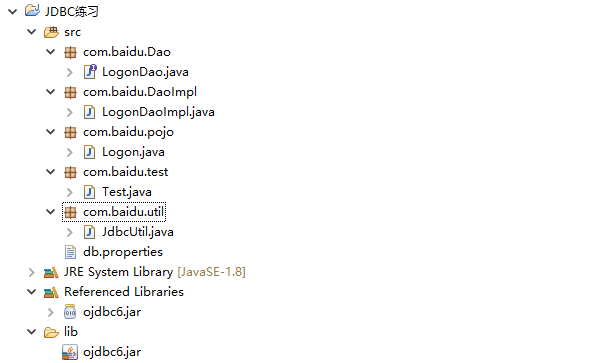 JDBC练习
src
com.baidu.Dao
LogonDao.java
com.baidu.DaoImpl
LogonDaoImpl.java
com.baidu.pojo
Logon.java
com.baidu.test
Test.java
com.baidu.util
JdbcUtil.java
db.properties
JRE System Library [JavaSE-1.8]
Referenced Libraries
ojdbc6.jar
lib
ojdbc6.jar